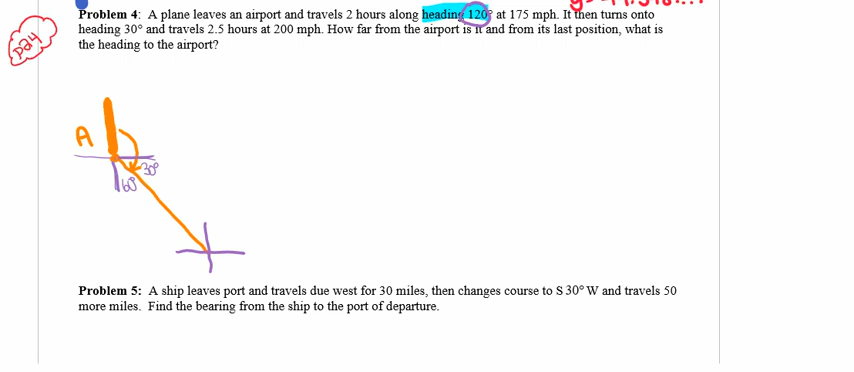 Problem 4: A plane leaves an airport and travels 2 hours along heading 120° at 175 mph. It then turns onto
heading 30° and travels 2.5 hours at 200 mph. How far from the airport is it and from its last position, what is
the heading to the airport?
Day
A
30°
60°
Problem 5: A ship leaves port and travels due west for 30 miles, then changes course to S 30° W and travels 50
more miles. Find the bearing from the ship to the port of departure.